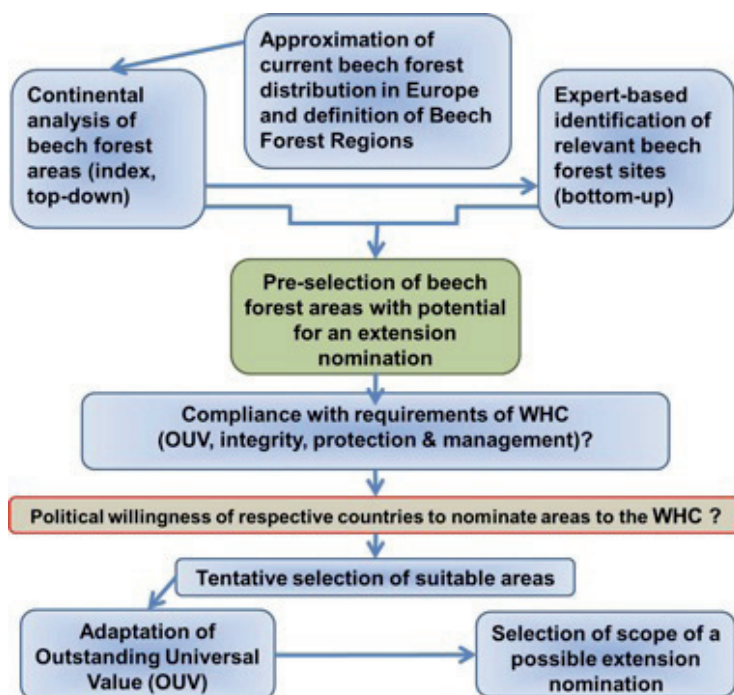 Approximation of
current beech forest
distribution in Europe
and definition of Beech
Forest Regions
Continental
analysis of
beech forest
areas (index,
top-down)
Expert-based
identification of
relevant beech
forest sites
(bottom-up)
Pre-selection of beech
forest areas with potential
for an extension
nomination
Compliance with requirements of WHC
(OUV, integrity, protection & management)?
Political willingness of respective countries to nominate areas to the WHC ?
Tentative selection of suitable areas
Adaptation of
Outstanding Universal
Value (OUV)
Selection of scope of a
possible extension
nomination